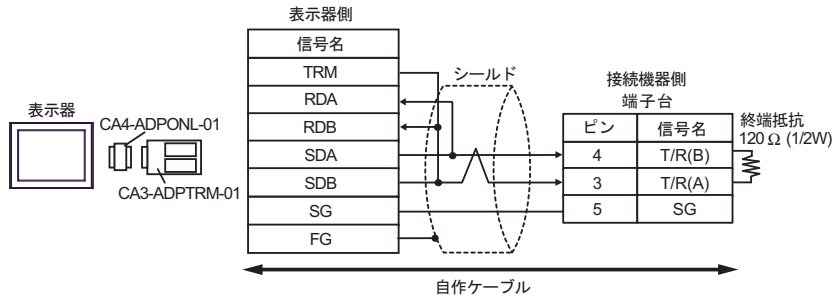 表示器側
信号名
TRM
RDA
RDB
SDA
SDB
SG
FG
シールド
表示器
CA4-ADPONL-01
CA3-ADPTRM-01
接続機器側
端子台
ピン 信号名
4 T/R(B)
3 T/R(A)
5 SG
終端抵抗
120 Ω (1/2W)
自作ケーブル